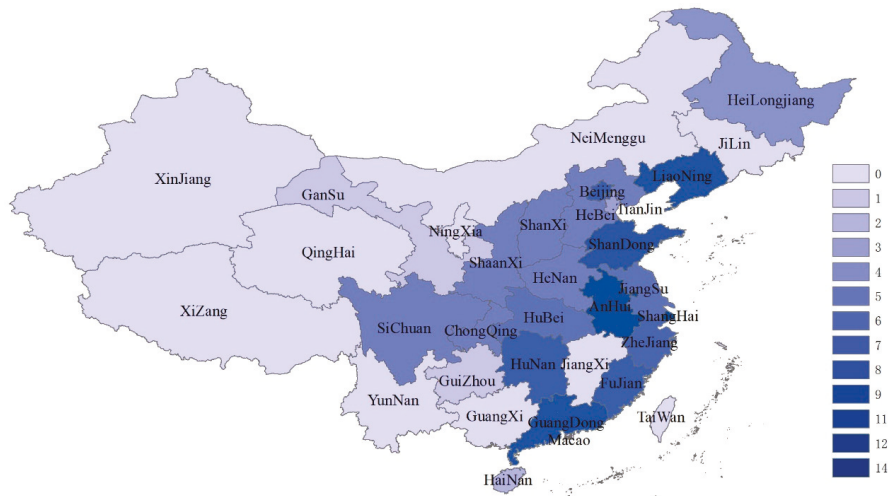 HeiLongjiang
NeiMenggu
JiLin
XinJiang
GanSu
Beijing
LiaoNing
HeBei
TianJin
NingXia
ShanXi
ShanDong
QingHai
ShaanXi
HeNan
JiangSu
XiZang
AnHui
ShangHai
SiChuan
ChongQing
HuBei
ZheJiang
HuNan
JiangXi
GuiZhou
FuJian
YunNan
GuangXi
GuangDong
TaiWan
Macao
HaiNan
0
1
2
3
4
5
6
7
8
9
11
12
14